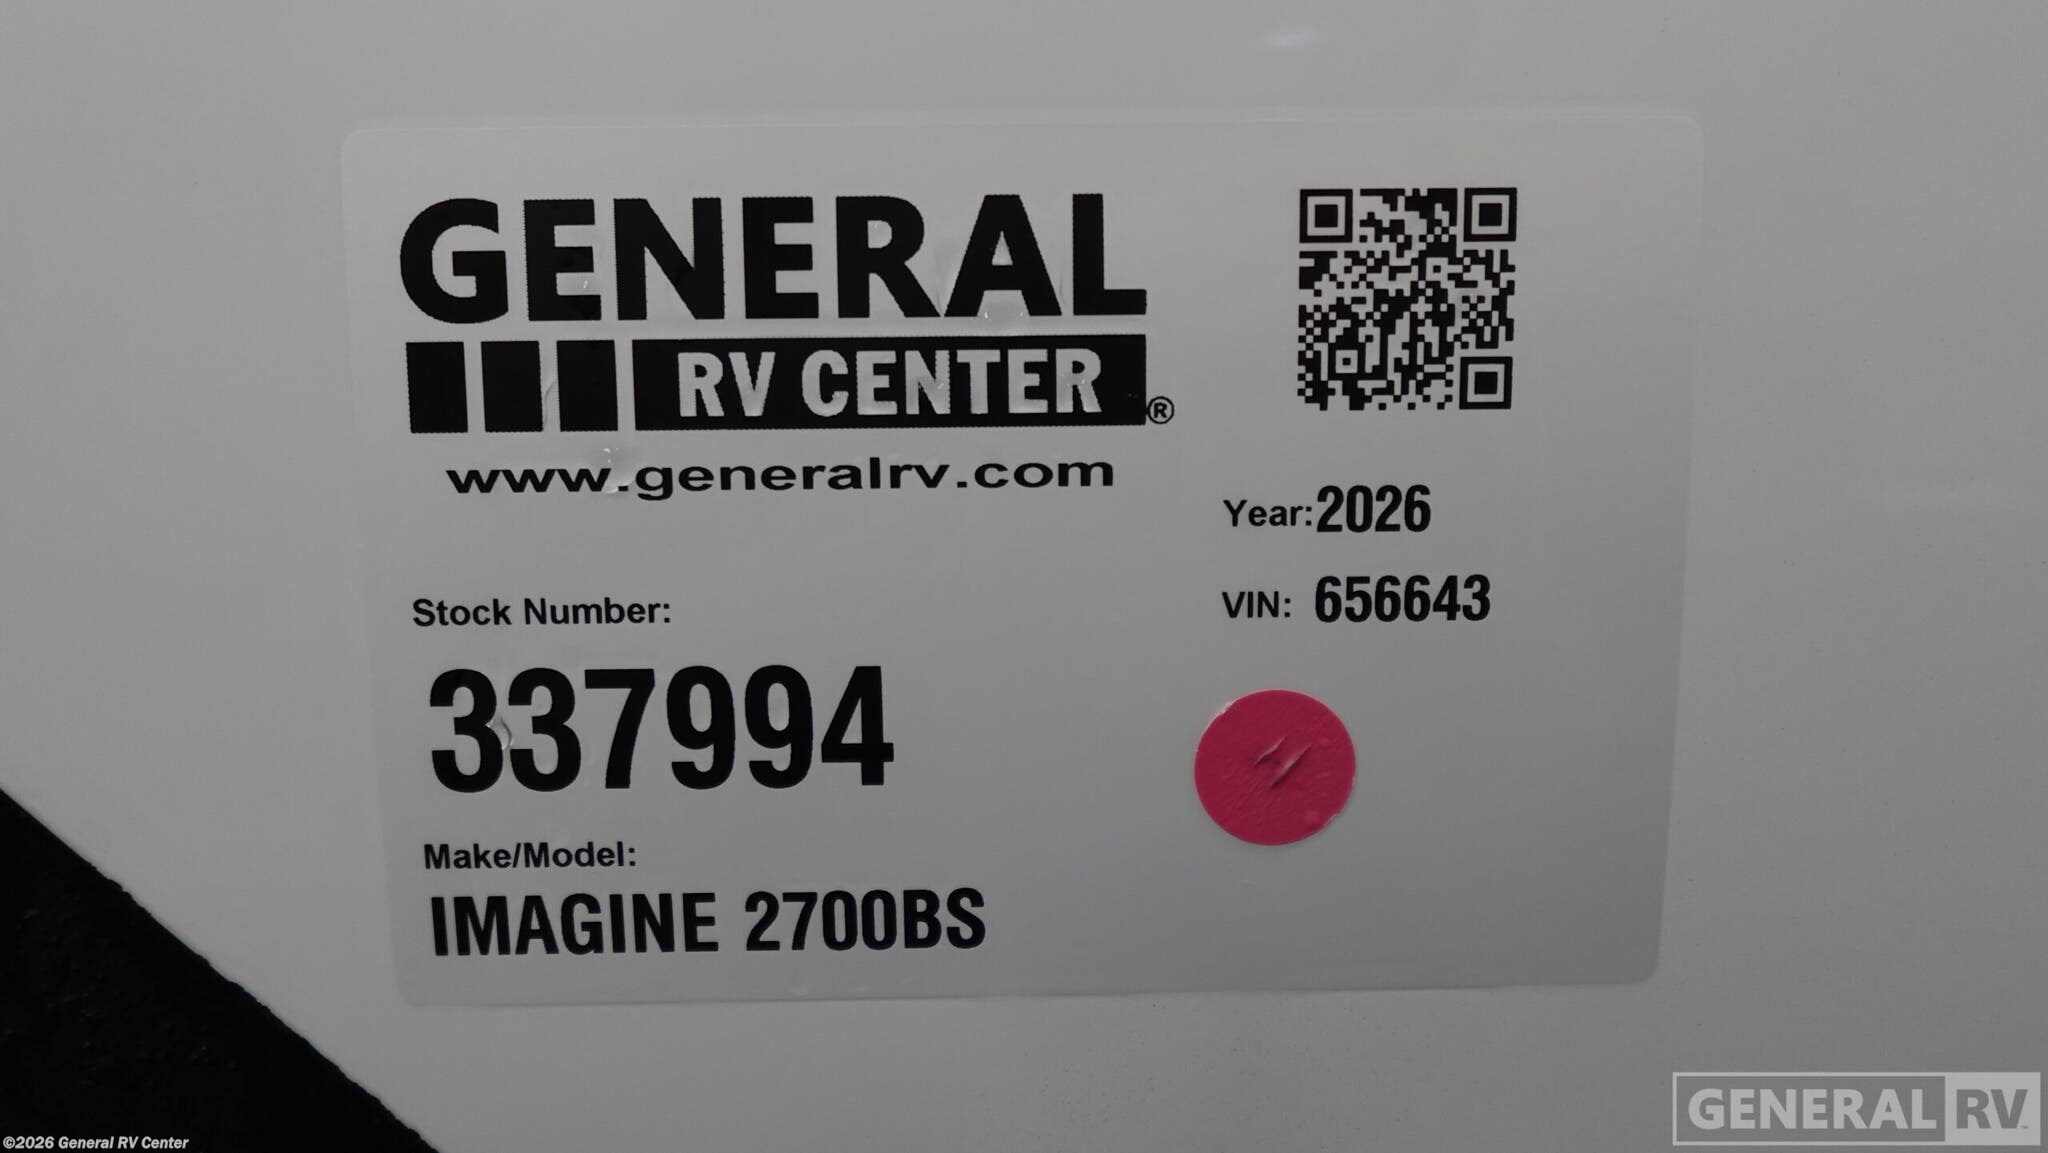 GENERAL
RV CENTER®
www.generalrv.com
Year: 2026
VIN: 656643
Stock Number:
337994
Make/Model:
IMAGINE 2700BS
©2026 General RV Center
GENERAL RV™